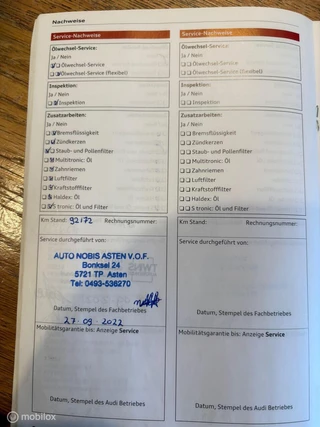 Nachweise
Service-Nachweise
Ölwechsel-Service:
Ja / Nein
Ölwechsel-Service
Ölwechsel Service (flexibel)
Inspektion:
Ja / Nein
Inspektion
Zusatzarbeiten:
Ja / Nein
Bremsflüssigkeit
Zündkerzen
Staub- und Pollenfilter
Multitronic: Öl
Zahnriemen
Luftfilter
Kraftstofffilter
Haldex: Öl
S tronic: Öl und Filter
Km Stand: 92172 Rechnungsnummer:
Service durchgeführt von:
AUTO NOBIS ASTEN V.O.F.
Bonksel 24
5721 TP Asten
Tel: 0493-536270
Datum, Stempel des Fachbetriebes
27-09-2022
Mobilitätsgarantie bis: Anzeige Service
Datum, Stempel des Audi Betriebes
Service-Nachweise
Ölwechsel-Service:
Ja / Nein
Ölwechsel-Service
Ölwechsel-Service (flexibel)
Inspektion:
Ja / Nein
Inspektion
Zusatzarbeiten:
Ja / Nein
Bremsflüssigkeit
Zündkerzen
Staub- und Pollenfilter
Multitronic: Öl
Zahnriemen
Luftfilter
Kraftstofffilter
Haldex: Öl
S tronic: Öl und Filter
Km Stand: Rechnungsnummer:
Service durchgeführt von:
Datum, Stempel des Fachbetriebes
Mobilitätsgarantie bis: Anzeige Service
Datum, Stempel des Audi Betriebes
© mobilox